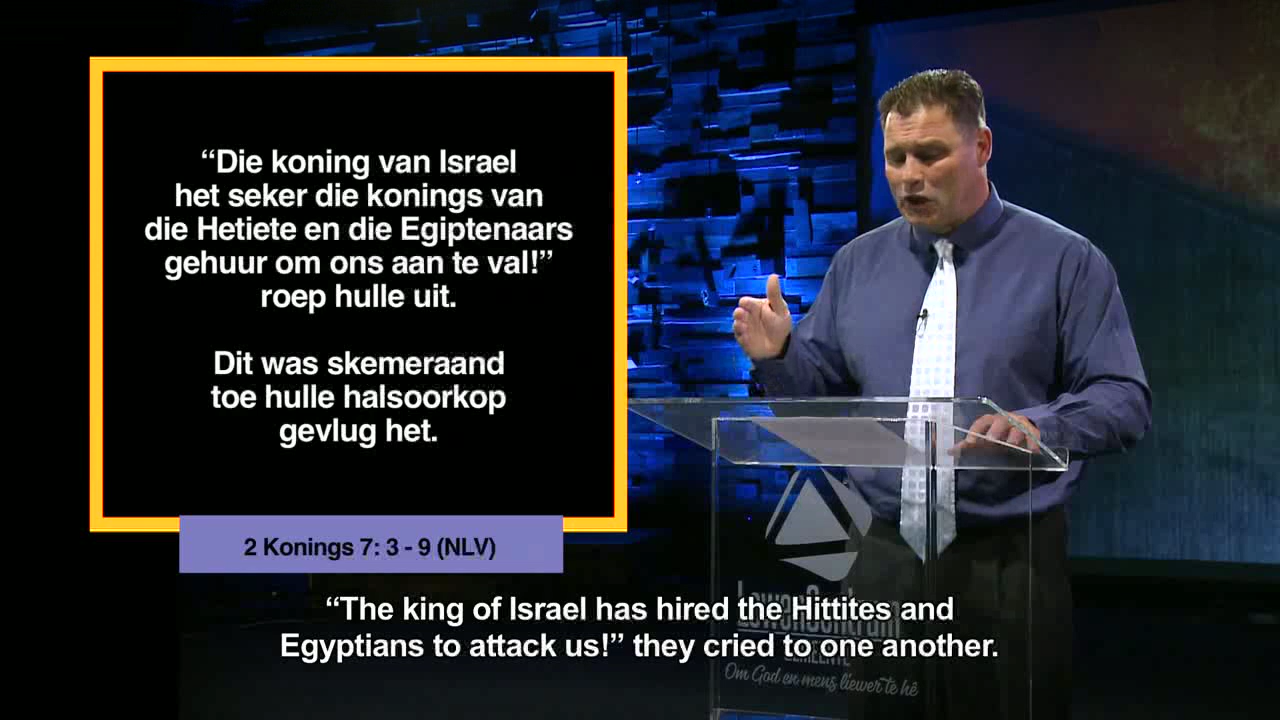 “Die koning van Israel
het seker die konings van
die Hetiete en die Egiptenaars
gehuur om ons aan te val!”
roep hulle uit.
Dit was skemeraand
toe hulle halsoorkop
gevlug het.
2 Konings 7: 3 - 9 (NLV)
“The king of Israel has hired the Hittites and
Egyptians to attack us!” they cried to one another.
LewenSentrum
GEMEENTE
Om God en mens liewer te hê